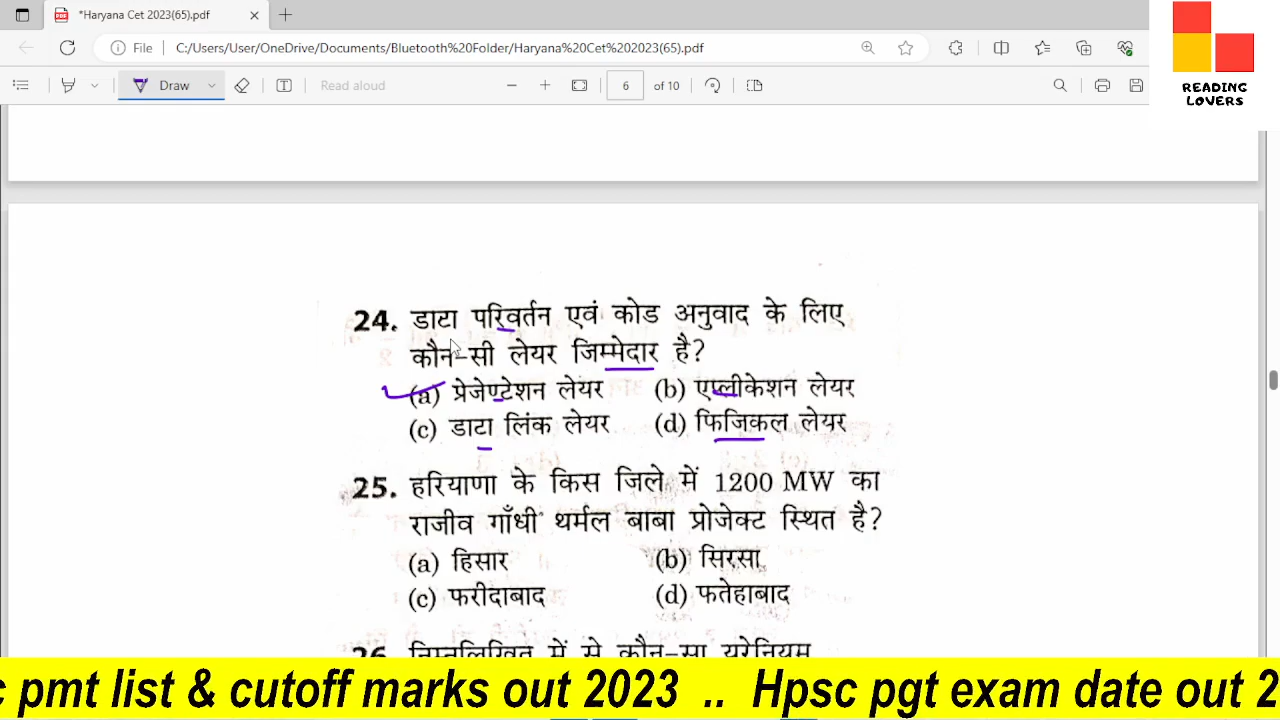 *Haryana Cet 2023(65).pdf
File C:/Users/User/OneDrive/Documents/Bluetooth%20Folder/Haryana%20Cet%202023(65).pdf
Draw Read aloud 6 of 10
READING
LOVERS
24. डाटा परिवर्तन एवं कोड अनुवाद के लिए
कौन-सी लेयर जिम्मेदार है?
(a) प्रेजेण्टेशन लेयर (b) एप्लीकेशन लेयर
(c) डाटा लिंक लेयर (d) फिजिकल लेयर
25. हरियाणा के किस जिले में 1200 MW का
राजीव गाँधी थर्मल बाबा प्रोजेक्ट स्थित है?
(a) हिसार (b) सिरसा
(c) फरीदाबाद (d) फतेहाबाद
26. निम्नलिखित में से कौन-सा यूरेनियम
c pmt list & cutoff marks out 2023 .. Hpsc pgt exam date out 2